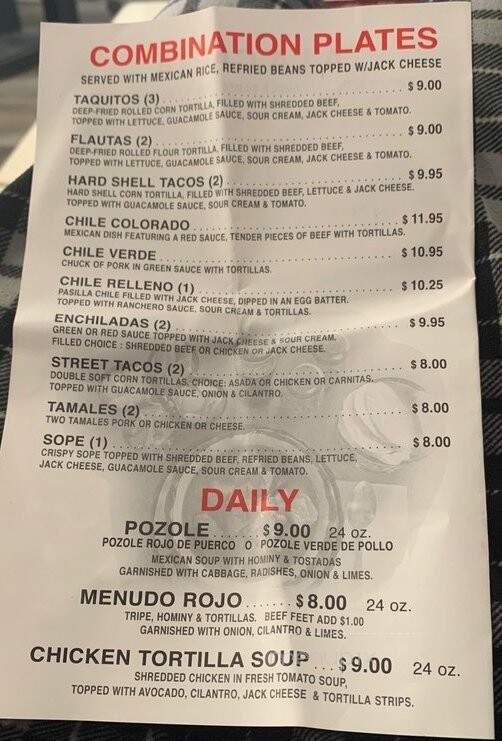 COMBINATION PLATES
SERVED WITH MEXICAN RICE, REFRIED BEANS TOPPED W/JACK CHEESE
TAQUITOS (3) $ 9.00
DEEP-FRIED ROLLED CORN TORTILLA, FILLED WITH SHREDDED BEEF,
TOPPED WITH LETTUCE, GUACAMOLE SAUCE, SOUR CREAM, JACK CHEESE & TOMATO.
FLAUTAS (2) $ 9.00
DEEP-FRIED ROLLED FLOUR TORTILLA, FILLED WITH SHREDDED BEEF,
TOPPED WITH LETTUCE, GUACAMOLE SAUCE, SOUR CREAM, JACK CHEESE & TOMATO.
HARD SHELL TACOS (2) $ 9.95
HARD SHELL CORN TORTILLA, FILLED WITH SHREDDED BEEF, LETTUCE & JACK CHEESE.
TOPPED WITH GUACAMOLE SAUCE, SOUR CREAM & TOMATO.
CHILE COLORADO $ 11.95
MEXICAN DISH FEATURING A RED SAUCE, TENDER PIECES OF BEEF WITH TORTILLAS.
CHILE VERDE $ 10.95
CHUCK OF PORK IN GREEN SAUCE WITH TORTILLAS.
CHILE RELLENO (1) $ 10.25
PASILLA CHILE FILLED WITH JACK CHEESE, DIPPED IN AN EGG BATTER.
TOPPED WITH RANCHERO SAUCE, SOUR CREAM & TORTILLAS.
ENCHILADAS (2) $ 9.95
GREEN OR RED SAUCE TOPPED WITH JACK CHEESE & SOUR CREAM.
FILLED CHOICE : SHREDDED BEEF OR CHICKEN OR JACK CHEESE.
STREET TACOS (2) $ 8.00
DOUBLE SOFT CORN TORTILLAS, CHOICE: ASADA OR CHICKEN OR CARNITAS.
TOPPED WITH GUACAMOLE SAUCE, ONION & CILANTRO.
TAMALES (2) $ 8.00
TWO TAMALES PORK OR CHICKEN OR CHEESE.
SOPE (1) $ 8.00
CRISPY SOPE TOPPED WITH SHREDDED BEEF, REFRIED BEANS, LETTUCE,
JACK CHEESE, GUACAMOLE SAUCE, SOUR CREAM & TOMATO.
DAILY
POZOLE ...... $ 9.00 24 oz.
POZOLE ROJO DE PUERCO O POZOLE VERDE DE POLLO
MEXICAN SOUP WITH HOMINY & TOSTADAS
GARNISHED WITH CABBAGE, RADISHES, ONION & LIMES.
MENUDO ROJO ...... $ 8.00 24 oz.
TRIPE, HOMINY & TORTILLAS. BEEF FEET ADD $1.00
GARNISHED WITH ONION, CILANTRO & LIMES.
CHICKEN TORTILLA SOUP ... $ 9.00 24 oz.
SHREDDED CHICKEN IN FRESH TOMATO SOUP,
TOPPED WITH AVOCADO, CILANTRO, JACK CHEESE & TORTILLA STRIPS.